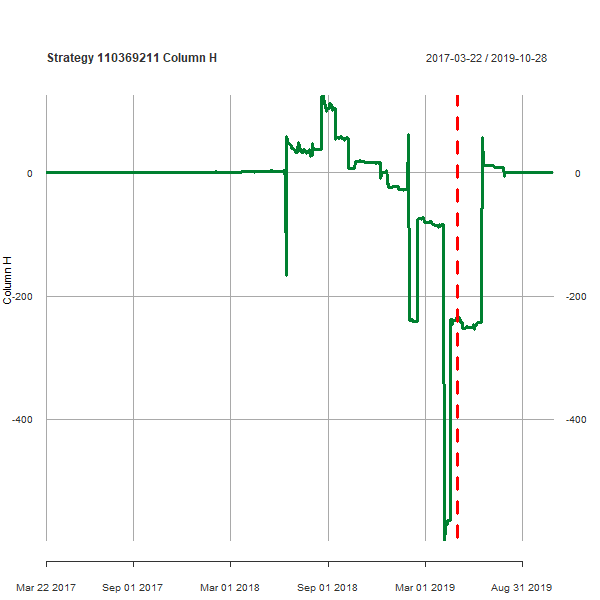 Strategy 110369211 Column H
2017-03-22 / 2019-10-28
0 0
Column H
-200 -200
-400 -400
Mar 22 2017 Sep 01 2017 Mar 01 2018 Sep 01 2018 Mar 01 2019 Aug 31 2019